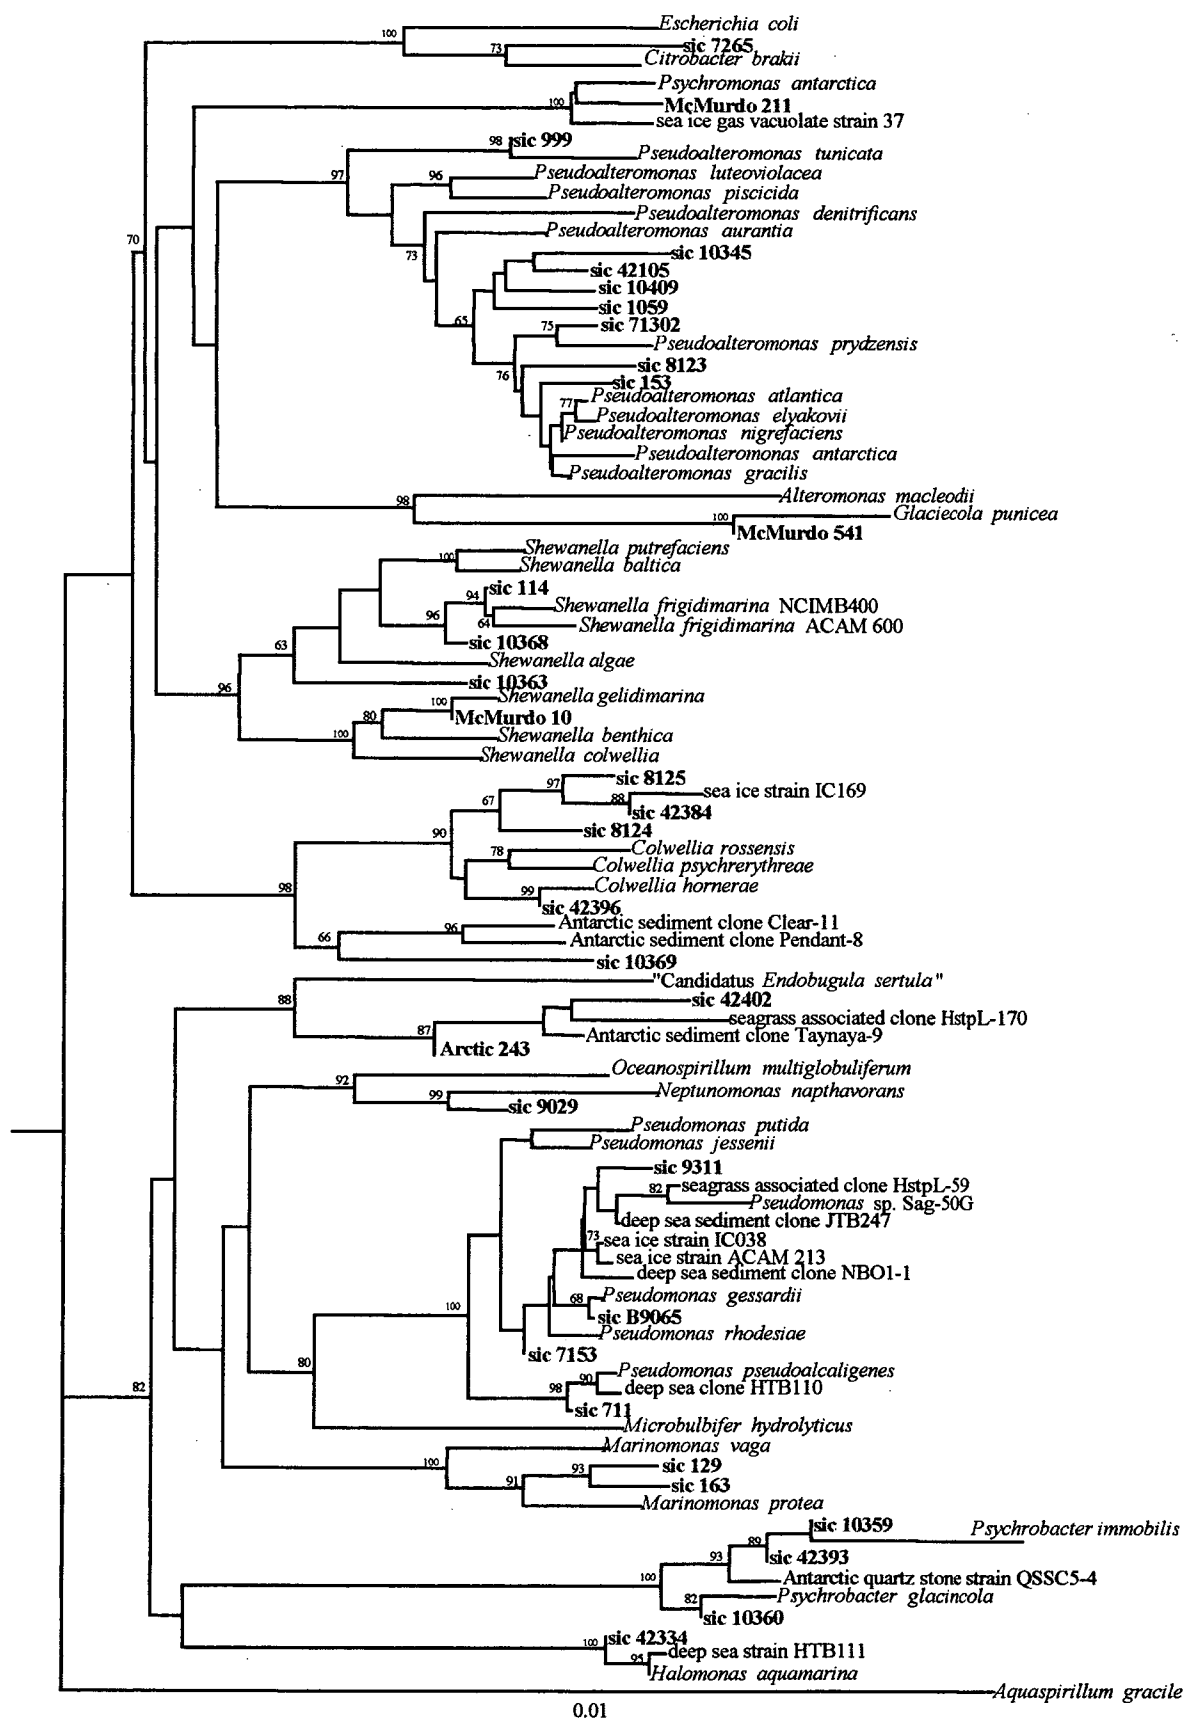 Escherichia coli
100
sic 7265
73
Citrobacter brakii
Psychromonas antarctica
100
McMurdo 211
sea ice gas vacuolate strain 37
98
sic 999
Pseudoalteromonas tunicata
97
96
Pseudoalteromonas luteoviolacea
Pseudoalteromonas piscicida
Pseudoalteromonas denitrificans
70
73
Pseudoalteromonas aurantia
sic 10345
sic 42105
sic 10409
sic 1059
65
75
sic 71302
Pseudoalteromonas prydzensis
76
sic 8123
sic 153
Pseudoalteromonas atlantica
77
Pseudoalteromonas elyakovii
Pseudoalteromonas nigrefaciens
Pseudoalteromonas antarctica
Pseudoalteromonas gracilis
98
Alteromonas macleodii
Glaciecola punicea
100
McMurdo 541
Shewanella putrefaciens
100
Shewanella baltica
sic 114
94
Shewanella frigidimarina NCIMB400
96
64
Shewanella frigidimarina ACAM 600
sic 10368
63
Shewanella algae
sic 10363
96
Shewanella gelidimarina
100
McMurdo 10
80
Shewanella benthica
100
Shewanella colwellia
97
sic 8125
sea ice strain IC169
88
67
sic 42384
sic 8124
90
Colwellia rossensis
78
Colwellia psychrerythreae
Colwellia hornerae
98
99
sic 42396
Antarctic sediment clone Clear-11
96
66
Antarctic sediment clone Pendant-8
sic 10369
"Candidatus Endobugula sertula"
88
sic 42402
seagrass associated clone HstpL-170
87
Antarctic sediment clone Taynaya-9
Arctic 243
Oceanospirillum multiglobuliferum
92
Neptunomonas napthavorans
99
sic 9029
Pseudomonas putida
Pseudomonas jessenii
sic 9311
82
seagrass associated clone HstpL-59
Pseudomonas sp. Sag-50G
deep sea sediment clone JTB247
73
sea ice strain IC038
sea ice strain ACAM 213
deep sea sediment clone NBO1-1
68
Pseudomonas gessardii
100
sic B9065
Pseudomonas rhodesiae
sic 7153
80
Pseudomonas pseudoalcaligenes
90
82
98
deep sea clone HTB110
sic 711
Microbulbifer hydrolyticus
Marinomonas vaga
100
93
sic 129
91
sic 163
Marinomonas protea
sic 10359
Psychrobacter immobilis
89
93
sic 42393
100
Antarctic quartz stone strain QSSC5-4
82
Psychrobacter glacincola
sic 10360
100
sic 42334
95
deep sea strain HTB111
Halomonas aquamarina
Aquaspirillum gracile
0.01